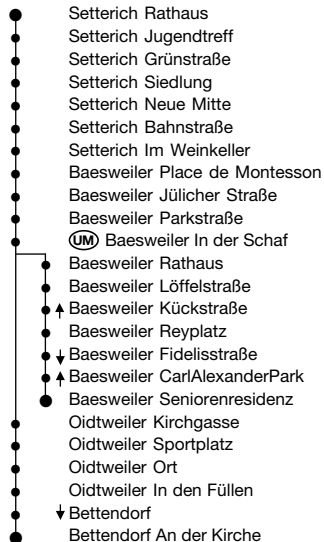 Setterich Rathaus
Setterich Jugendtreff
Setterich Grünstraße
Setterich Siedlung
Setterich Neue Mitte
Setterich Bahnstraße
Setterich Im Weinkeller
Baesweiler Place de Montesson
Baesweiler Jülicher Straße
Baesweiler Parkstraße
UM Baesweiler In der Schaf
Baesweiler Rathaus
Baesweiler Löffelstraße
Baesweiler Kückstraße
Baesweiler Reyplatz
Baesweiler Fidelisstraße
Baesweiler CarlAlexanderPark
Baesweiler Seniorenresidenz
Oidtweiler Kirchgasse
Oidtweiler Sportplatz
Oidtweiler Ort
Oidtweiler In den Füllen
Bettendorf
Bettendorf An der Kirche